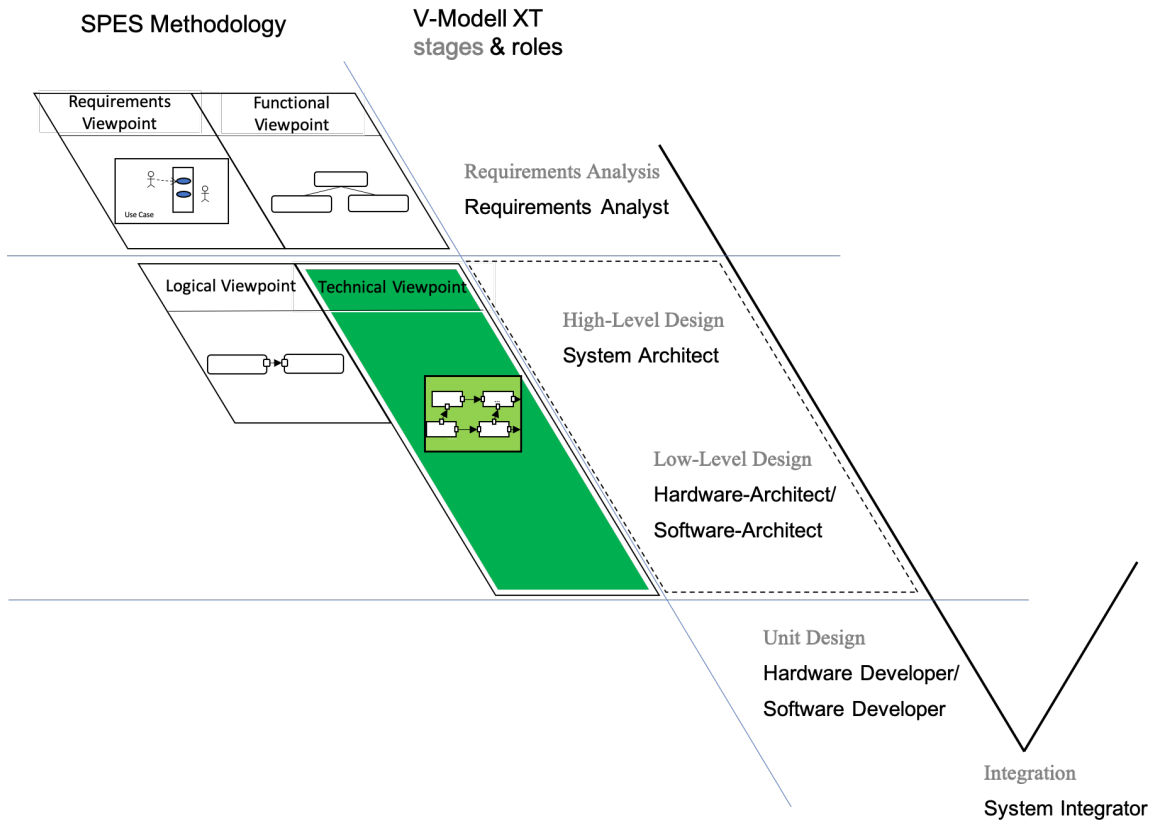 SPES Methodology
V-Modell XT
stages & roles
Requirements
Viewpoint
Functional
Viewpoint
Use Case
Requirements Analysis
Requirements Analyst
Logical Viewpoint
Technical Viewpoint
...
High-Level Design
System Architect
Low-Level Design
Hardware-Architect/
Software-Architect
Unit Design
Hardware Developer/
Software Developer
Integration
System Integrator